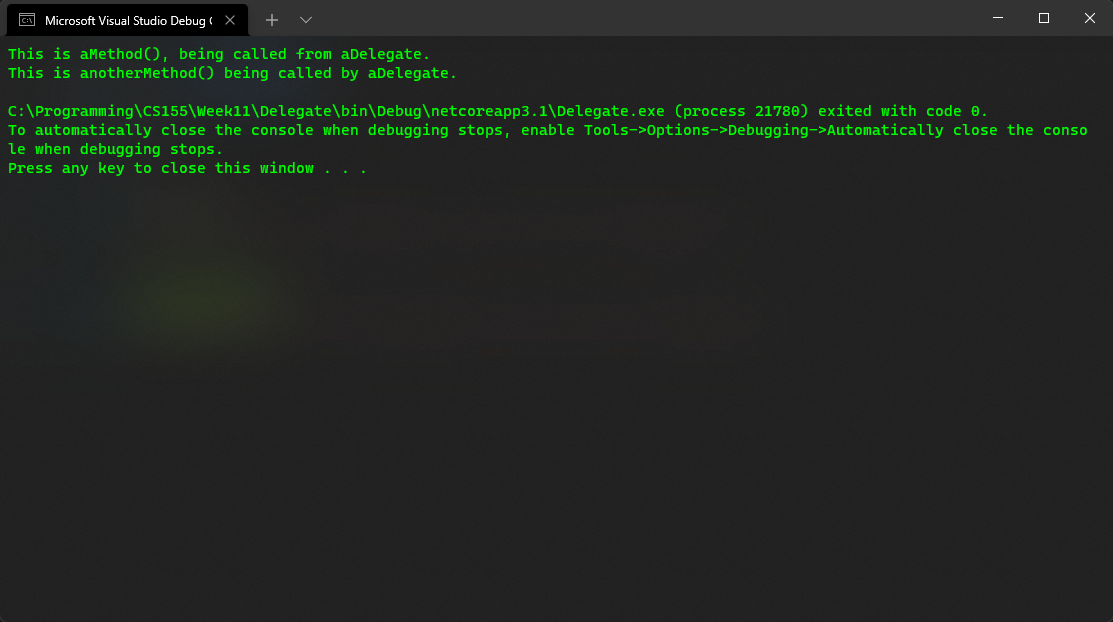 Microsoft Visual Studio Debug C
This is aMethod(), being called from aDelegate.
This is anotherMethod() being called by aDelegate.
C:\Programming\CS155\Week11\Delegate\bin\Debug\netcoreapp3.1\Delegate.exe (process 21780) exited with code 0.
To automatically close the console when debugging stops, enable Tools->Options->Debugging->Automatically close the conso
le when debugging stops.
Press any key to close this window . . .